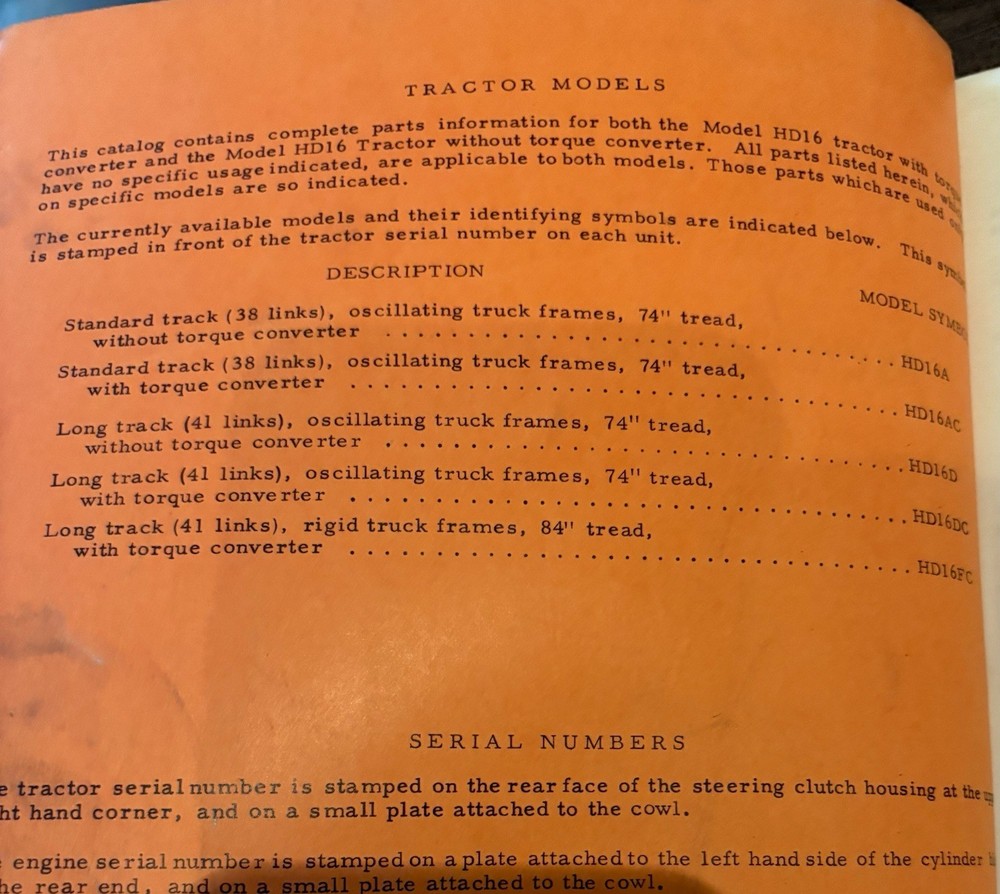 TRACTOR MODELS
This catalog contains complete parts information for both the Model HD16 tractor with
converter and the Model HD16 Tractor without torque converter. All parts listed herein,
have no specific usage indicated, are applicable to both models. Those parts which are used
on specific models are so indicated.
The currently available models and their identifying symbols are indicated below. This
is stamped in front of the tractor serial number on each unit.
DESCRIPTION
MODEL
Standard track (38 links), oscillating truck frames, 74" tread,
without torque converter . . . . . . . . . . . . . . . . . . . . . . . . . . . . . . HD16A
Standard track (38 links), oscillating truck frames, 74" tread,
with torque converter . . . . . . . . . . . . . . . . . . . . . . . . . . . . . . . . HD16AC
Long track (41 links), oscillating truck frames, 74" tread,
without torque converter . . . . . . . . . . . . . . . . . . . . . . . . . . . . . . HD16D
Long track (41 links), oscillating truck frames, 74" tread,
with torque converter . . . . . . . . . . . . . . . . . . . . . . . . . . . . . . . . HD16DC
Long track (41 links), rigid truck frames, 84" tread,
with torque converter . . . . . . . . . . . . . . . . . . . . . . . . . . . . . . . . HD16FC
SERIAL NUMBERS
tractor serial number is stamped on the rear face of the steering clutch housing at the
hand corner, and on a small plate attached to the cowl.
engine serial number is stamped on a plate attached to the left hand side of the cylinder
rear end, and on a small plate attached to the cowl.